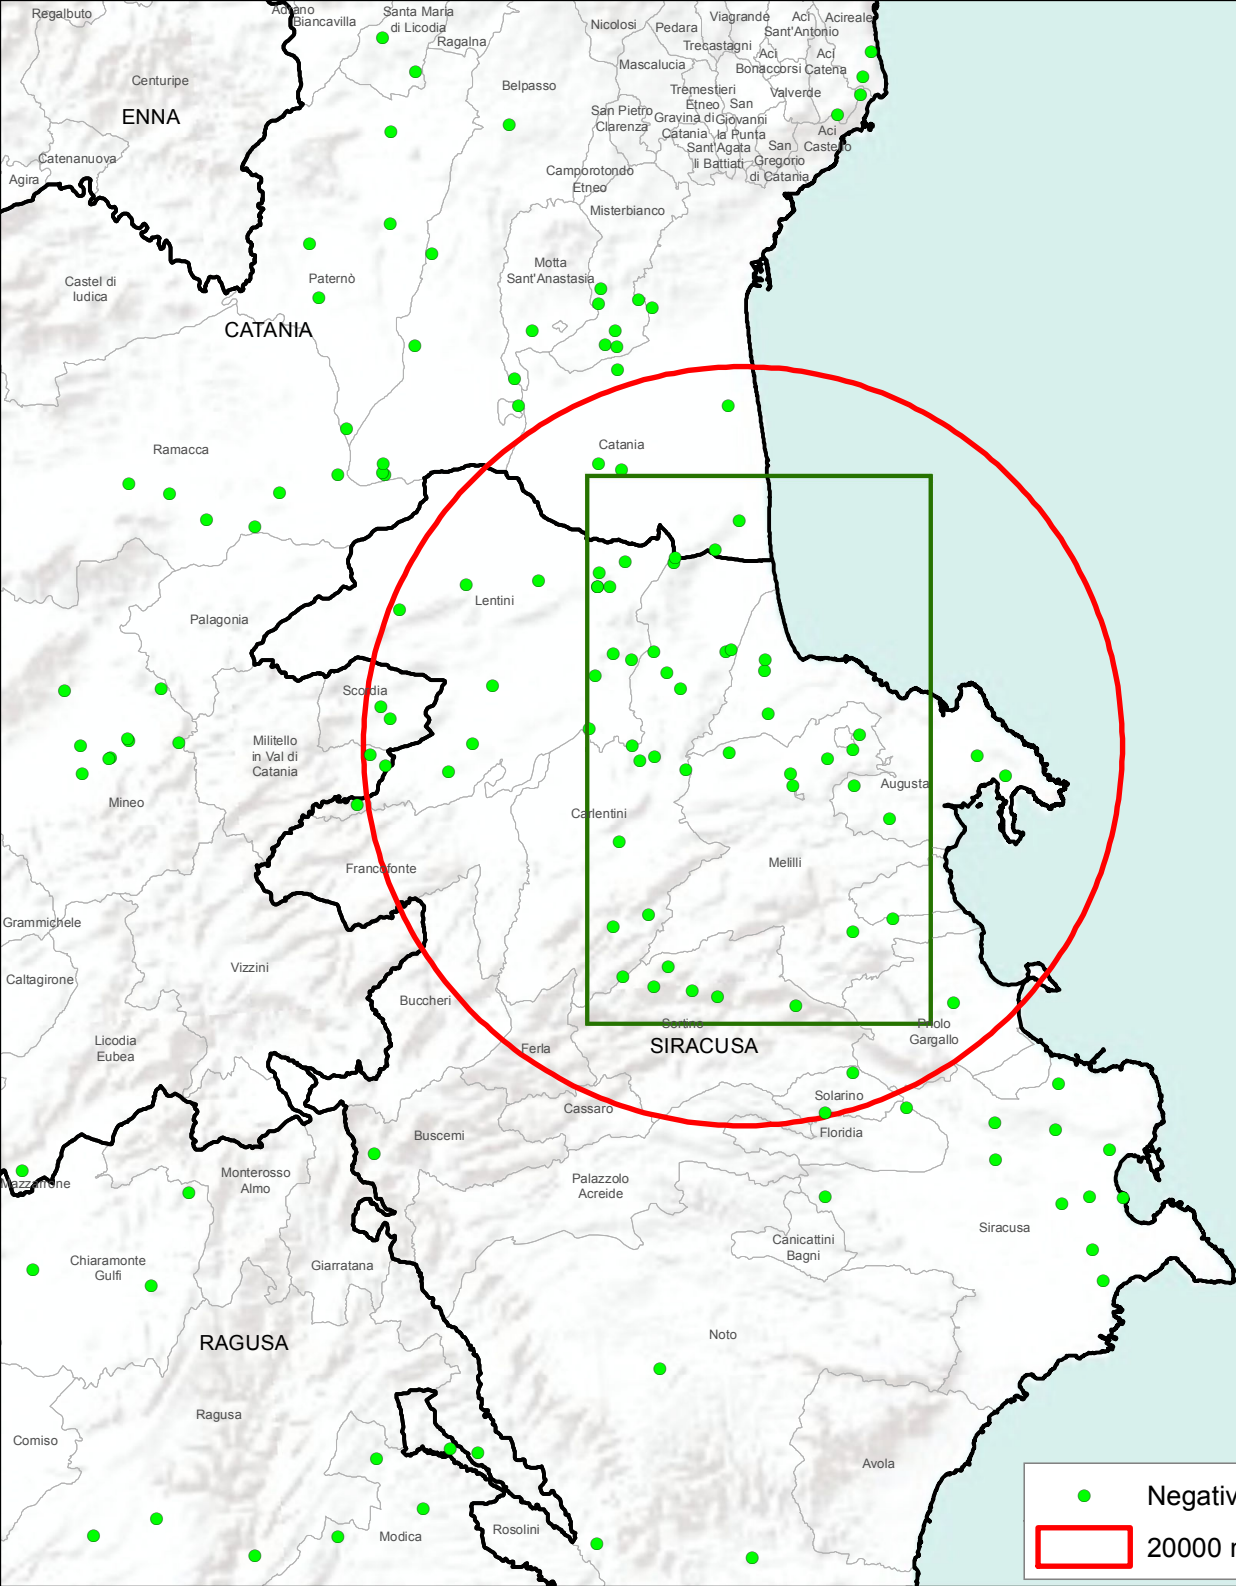 Regalbuto
Adrano
Biancavilla
Santa Maria
di Licodia
Ragalna
Nicolosi
Pedara
Viagrande
Aci
Sant'Antonio
Acireale
Trecastagni
Aci
Bonaccorsi
Aci
Catena
Mascalucia
Centuripe
Belpasso
Tremestieri
Etneo
Valverde
ENNA
San Pietro
Clarenza
Gravina di
Catania
San
Giovanni
la Punta
Sant'Agata
li Battiati
San
Gregorio
di Catania
Aci
Castello
Catenanuova
Agira
Camporotondo
Etneo
Misterbianco
Motta
Sant'Anastasia
Castel di
Iudica
Paternò
CATANIA
Ramacca
Catania
Lentini
Palagonia
Scordia
Militello
in Val di
Catania
Mineo
Augusta
Carlentini
Melilli
Francofonte
Grammichele
Caltagirone
Vizzini
Buccheri
Licodia
Eubea
Ferla
Sortino
SIRACUSA
Priolo
Gargallo
Solarino
Cassaro
Floridia
Buscemi
Mazzarrone
Monterosso
Almo
Palazzolo
Acreide
Siracusa
Canicattini
Bagni
Chiaramonte
Gulfi
Giarratana
Noto
RAGUSA
Ragusa
Comiso
Avola
Rosolini
Modica
Negativ
20000 r